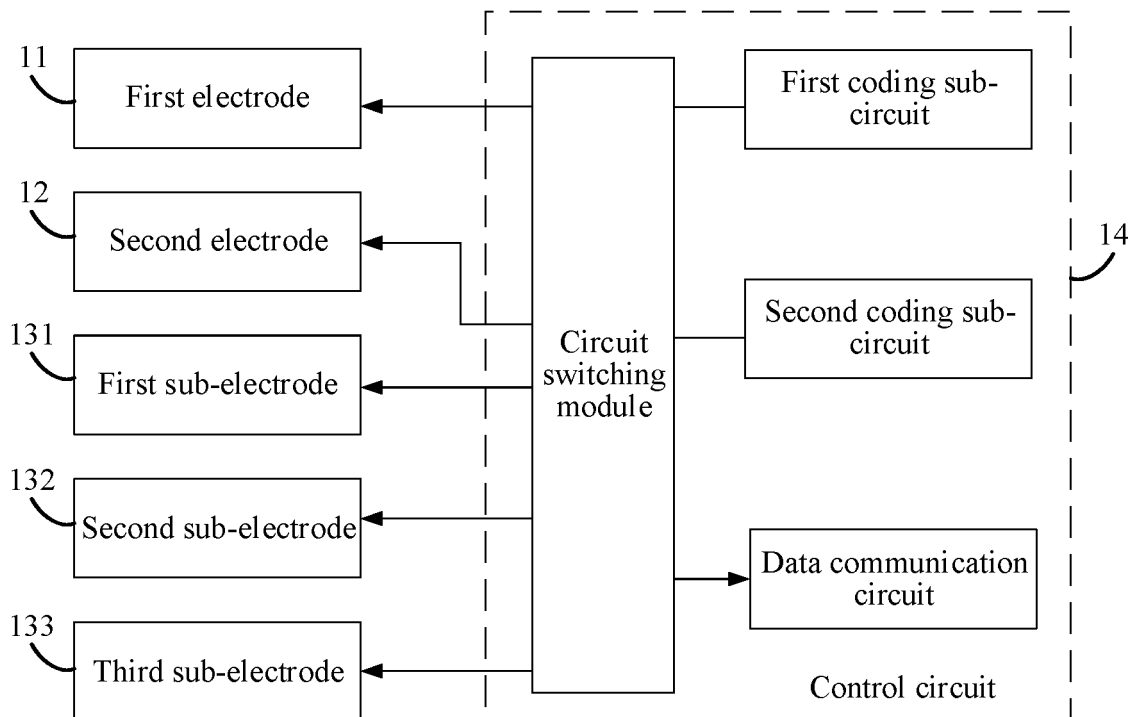 11
First electrode
12
Second electrode
131
First sub-electrode
132
Second sub-electrode
133
Third sub-electrode
Circuit
switching
module
First coding sub-
circuit
Second coding sub-
circuit
Data communication
circuit
Control circuit
14